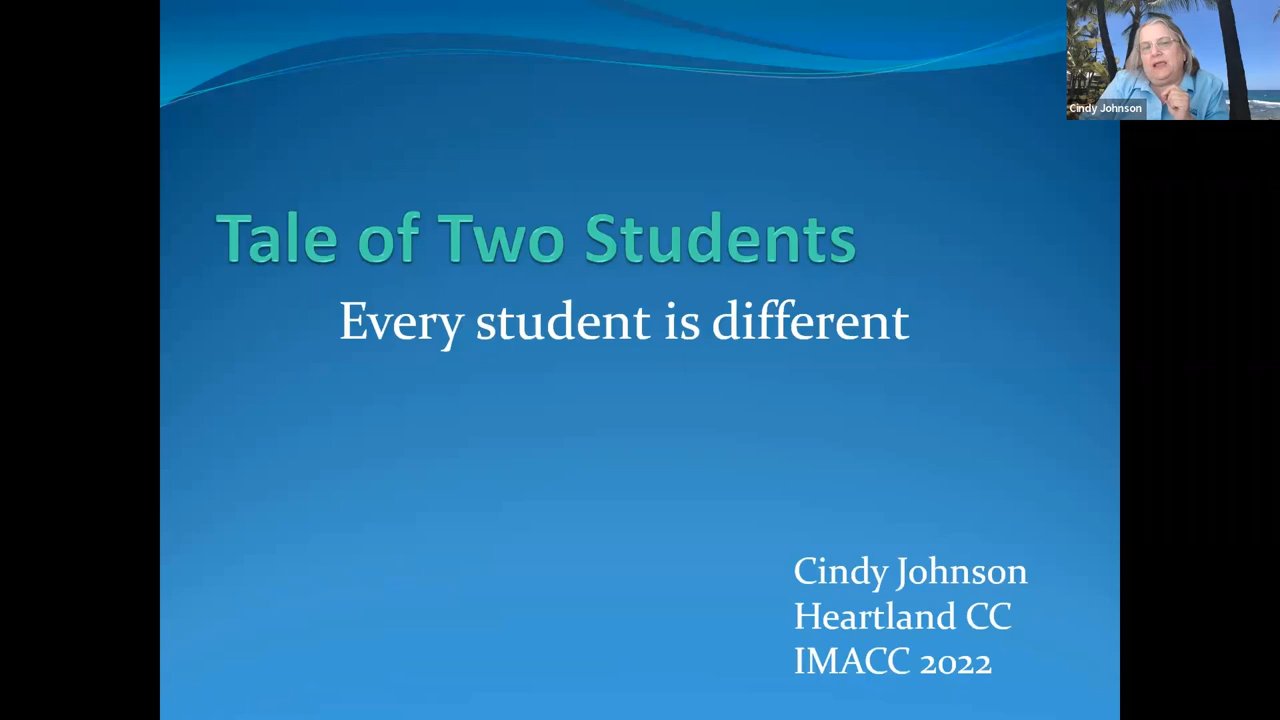 Cindy Johnson
Tale of Two Students
Every student is different
Cindy Johnson
Heartland CC
IMACC 2022